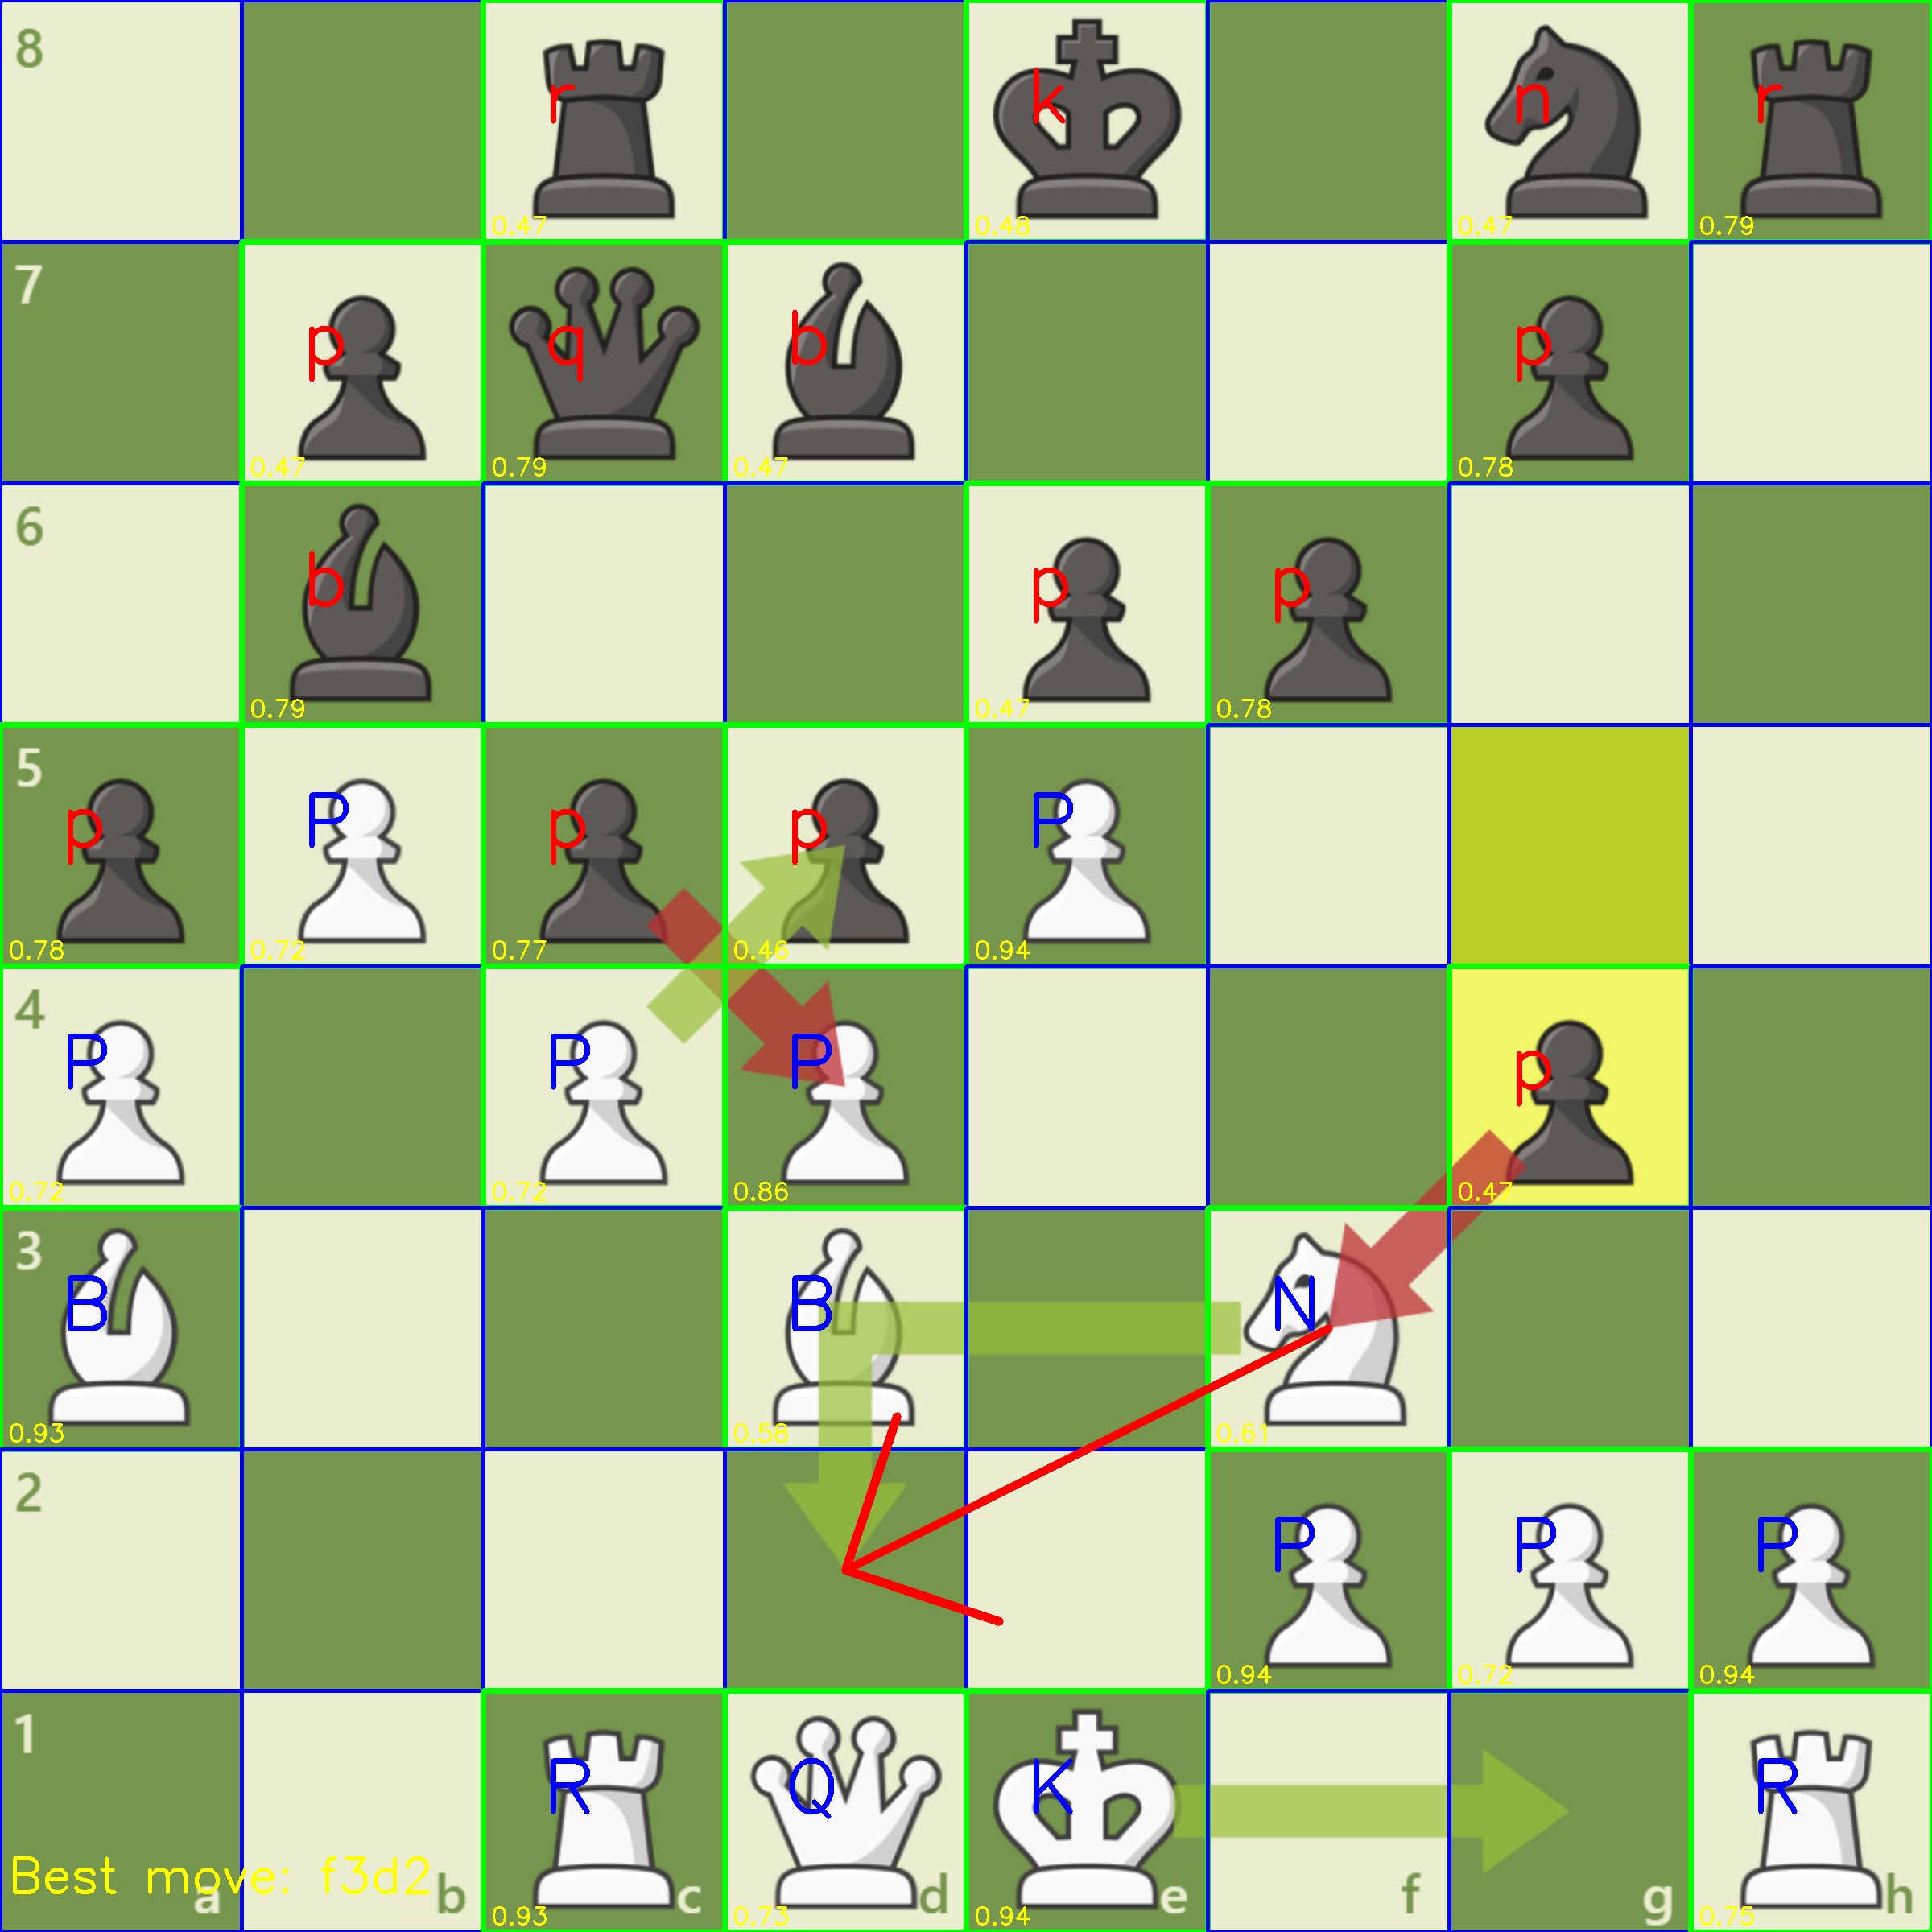 8 r k n r
0.47 0.48 0.47 0.79
7 p q b p
0.47 0.79 0.47 0.78
6 b p p
0.79 0.47 0.78
5 p P p p P
0.78 0.72 0.77 0.46 0.94
4 P P P p
0.72 0.72 0.86 0.47
3 B B N
0.93 0.58 0.61
2 P P P
0.94 0.72 0.94
1 R Q K R
Best move: f3d2
a b c d e f g h
0.93 0.73 0.94 0.75